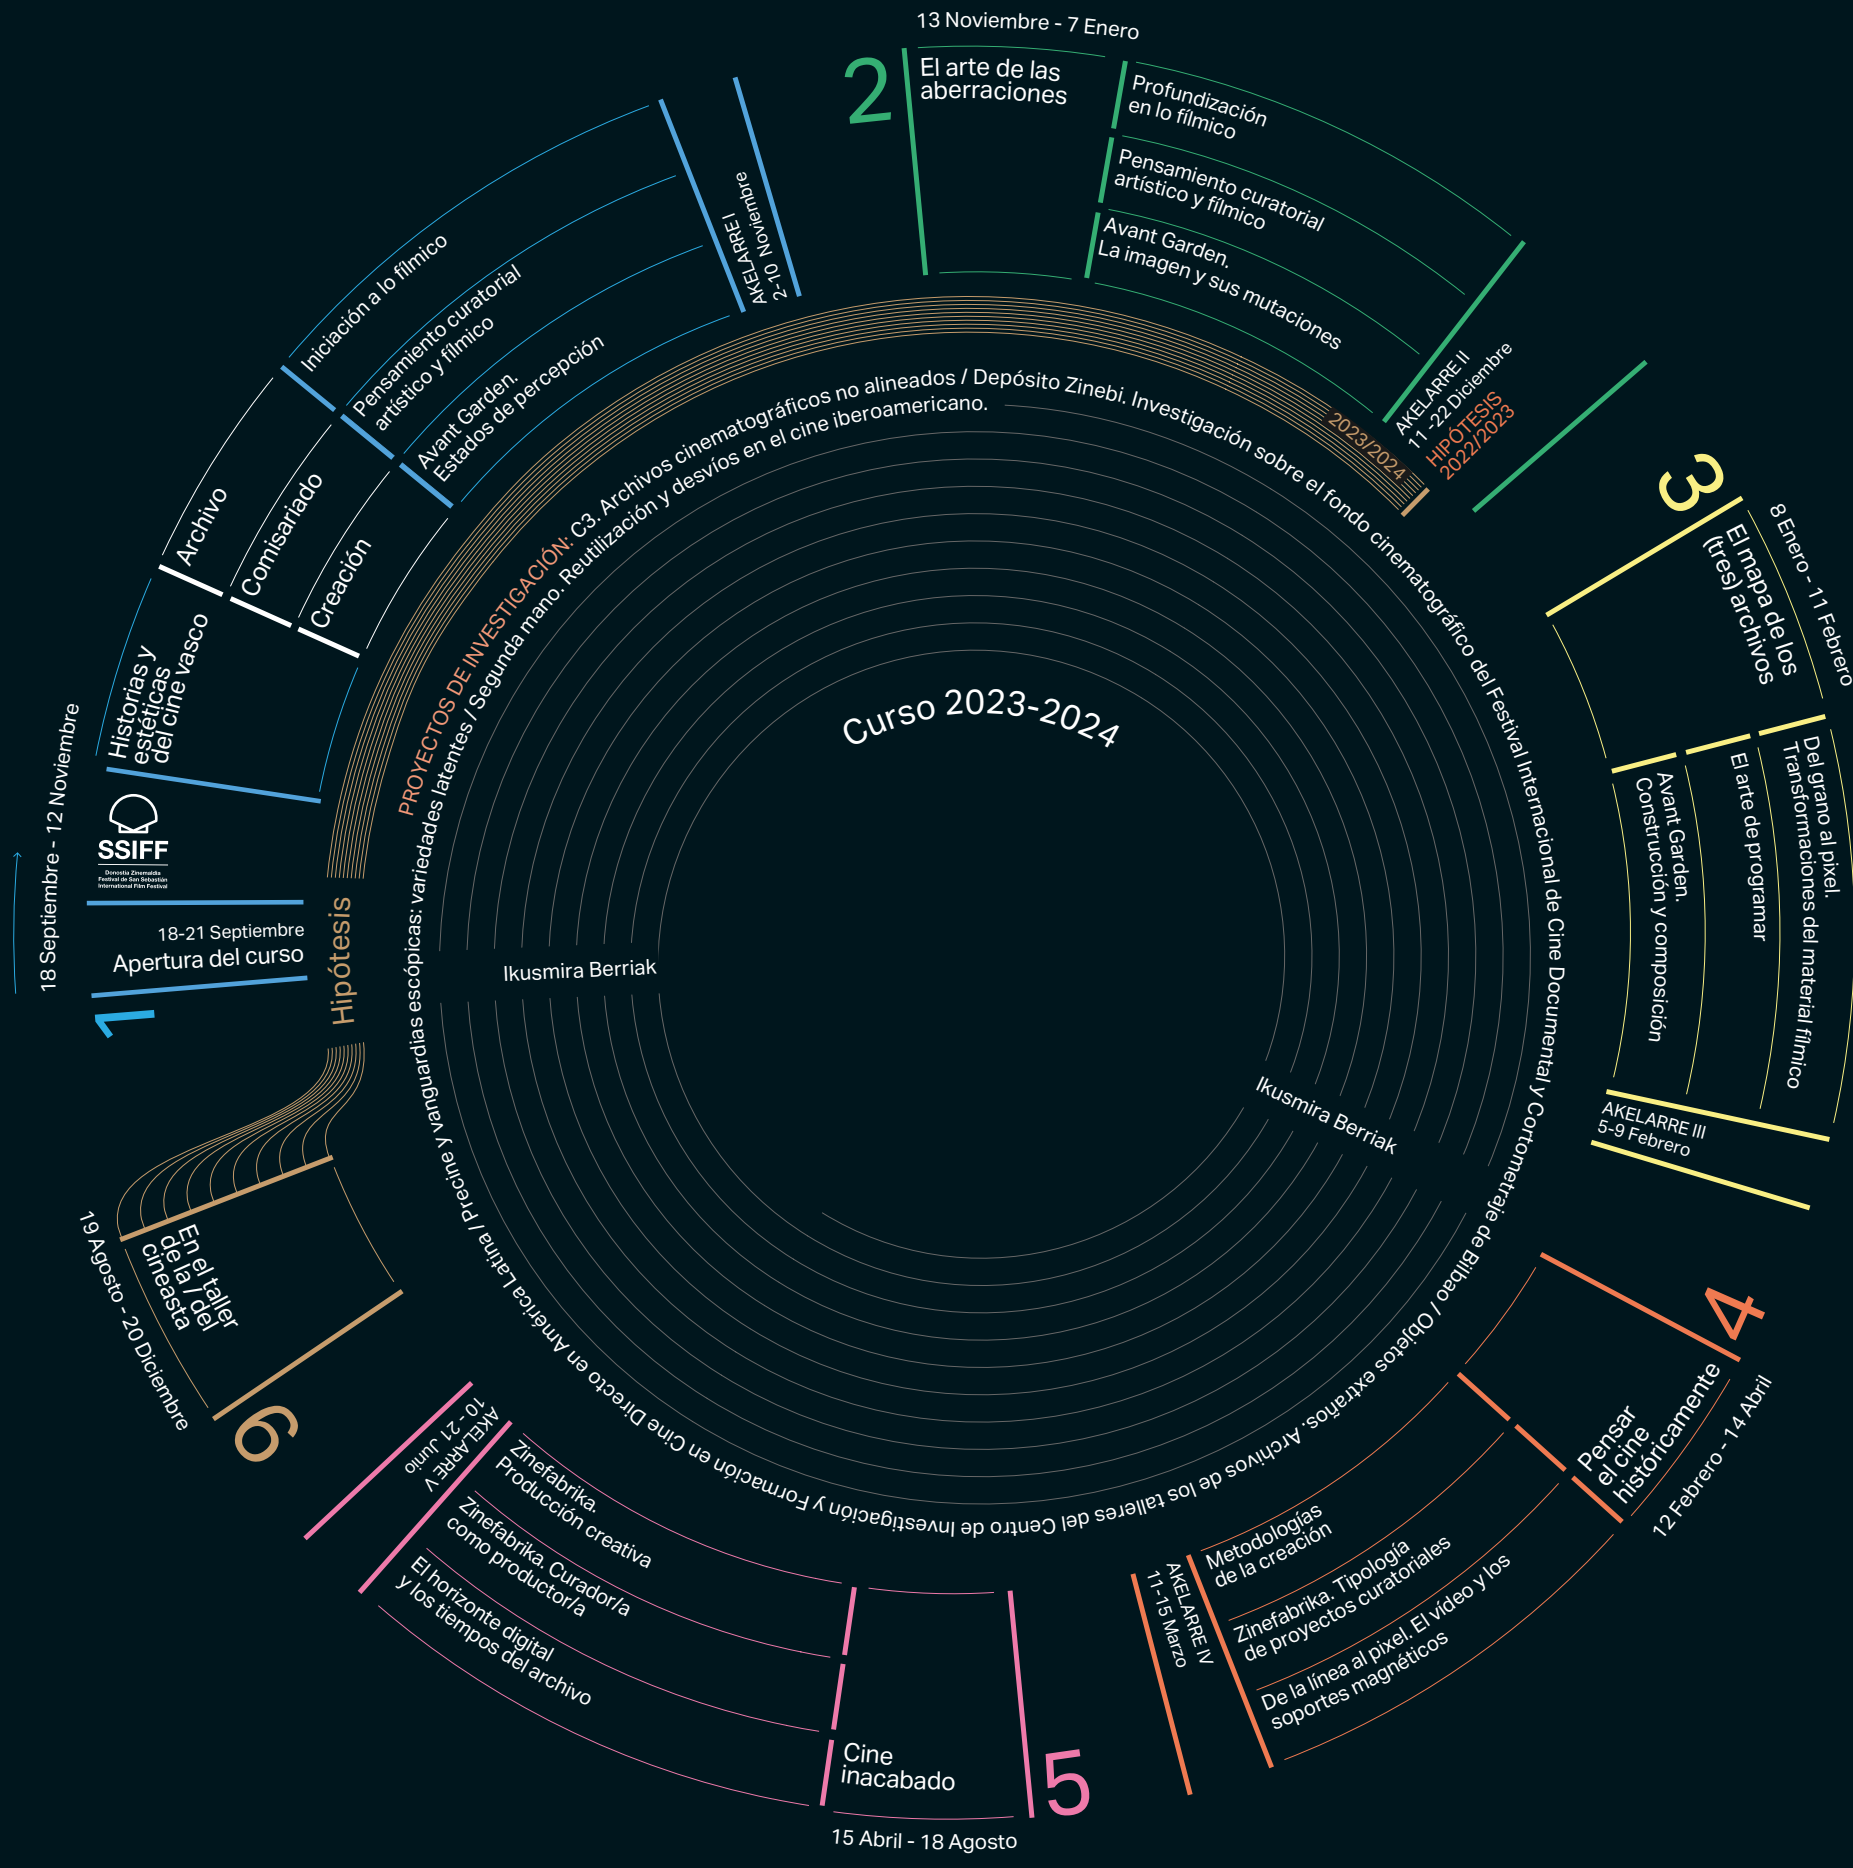 Curso 2023-2024
1
18 Septiembre - 12 Noviembre
18-21 Septiembre
Apertura del curso
SSIFF
Donostia Zinemaldia
Festival de San Sebastián
International Film Festival
Historias y
estéticas
del cine vasco
Archivo
Comisariado
Creación
Iniciación a lo fílmico
Pensamiento curatorial
artístico y fílmico
Avant Garden.
Estados de percepción
AKELARRE I
2-10 Noviembre
2
13 Noviembre - 7 Enero
El arte de las
aberraciones
Profundización
en lo fílmico
Pensamiento curatorial
artístico y fílmico
Avant Garden.
La imagen y sus mutaciones
AKELARRE II
11 -22 Diciembre
HIPÓTESIS
2022/2023
2023/2024
3
8 Enero - 11 Febrero
El mapa de los
(tres) archivos
Del grano al pixel.
Transformaciones del material fílmico
El arte de programar
Avant Garden.
Construcción y composición
AKELARRE III
5-9 Febrero
4
12 Febrero - 14 Abril
Pensar
el cine
históricamente
Metodologías
de la creación
Zinefabrika. Tipología
de proyectos curatoriales
De la línea al pixel. El vídeo y los
soportes magnéticos
AKELARRE IV
11-15 Marzo
5
15 Abril - 18 Agosto
Cine
inacabado
Zinefabrika.
Producción creativa
Zinefabrika. Curador/a
como productor/a
El horizonte digital
y los tiempos del archivo
AKELARRE V
10 - 21 Junio
6
19 Agosto - 20 Diciembre
En el taller
de la / del
cineasta
Hipótesis
PROYECTOS DE INVESTIGACIÓN: C3. Archivos cinematográficos no alineados / Depósito Zinebi. Investigación sobre el fondo cinematográfico del Festival Internacional de Cine Documental y Cortometraje de Bilbao / Objetos extraños. Archivos de los talleres del Centro de Investigación y Formación en Cine Directo en América Latina / Precine y vanguardias escópicas: variedades latentes / Segunda mano. Reutilización y desvíos en el cine iberoamericano.
Ikusmira Berriak
Ikusmira Berriak